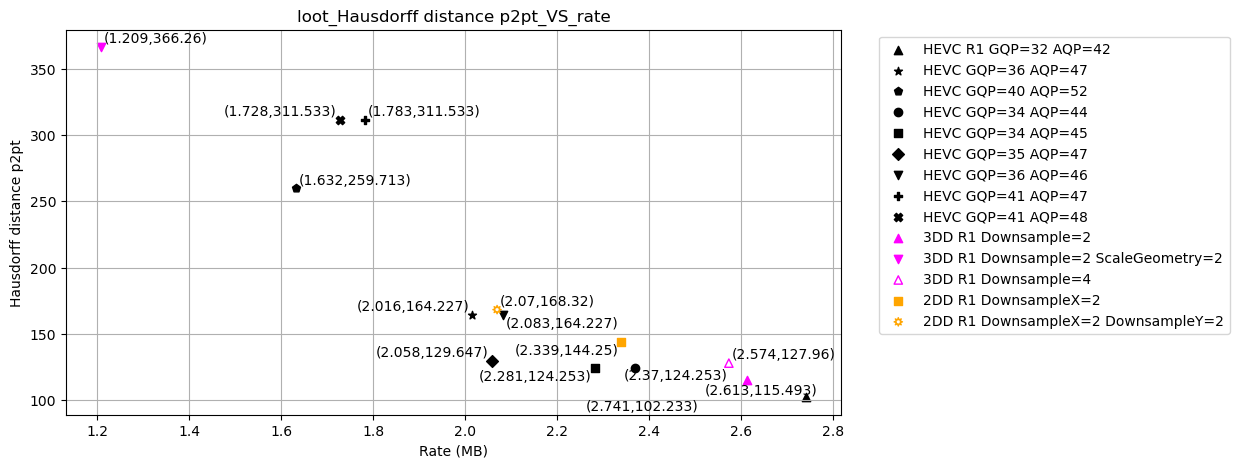 loot_Hausdorff distance p2pt_VS_rate
(1.209,366.26)
(1.728,311.533)
(1.783,311.533)
(1.632,259.713)
(2.07,168.32)
(2.016,164.227)
(2.083,164.227)
(2.339,144.25)
(2.058,129.647)
(2.574,127.96)
(2.281,124.253)
(2.37,124.253)
(2.613,115.493)
(2.741,102.233)
350
300
250
200
150
100
Hausdorff distance p2pt
1.2
1.4
1.6
1.8
2.0
2.2
2.4
2.6
2.8
Rate (MB)
HEVC R1 GQP=32 AQP=42
HEVC GQP=36 AQP=47
HEVC GQP=40 AQP=52
HEVC GQP=34 AQP=44
HEVC GQP=34 AQP=45
HEVC GQP=35 AQP=47
HEVC GQP=36 AQP=46
HEVC GQP=41 AQP=47
HEVC GQP=41 AQP=48
3DD R1 Downsample=2
3DD R1 Downsample=2 ScaleGeometry=2
3DD R1 Downsample=4
2DD R1 DownsampleX=2
2DD R1 DownsampleX=2 DownsampleY=2